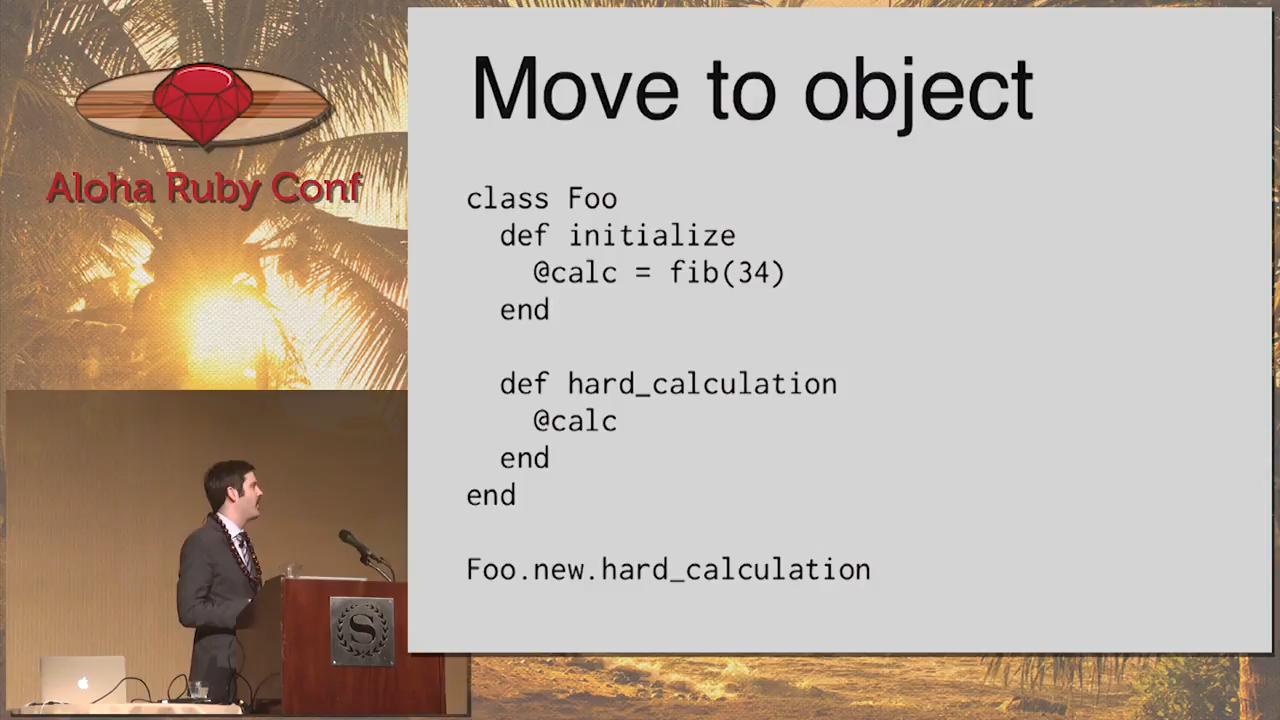 Aloha Ruby Conf
Move to object
class Foo
  def initialize
    @calc = fib(34)
  end

  def hard_calculation
    @calc
  end
end

Foo.new.hard_calculation
S